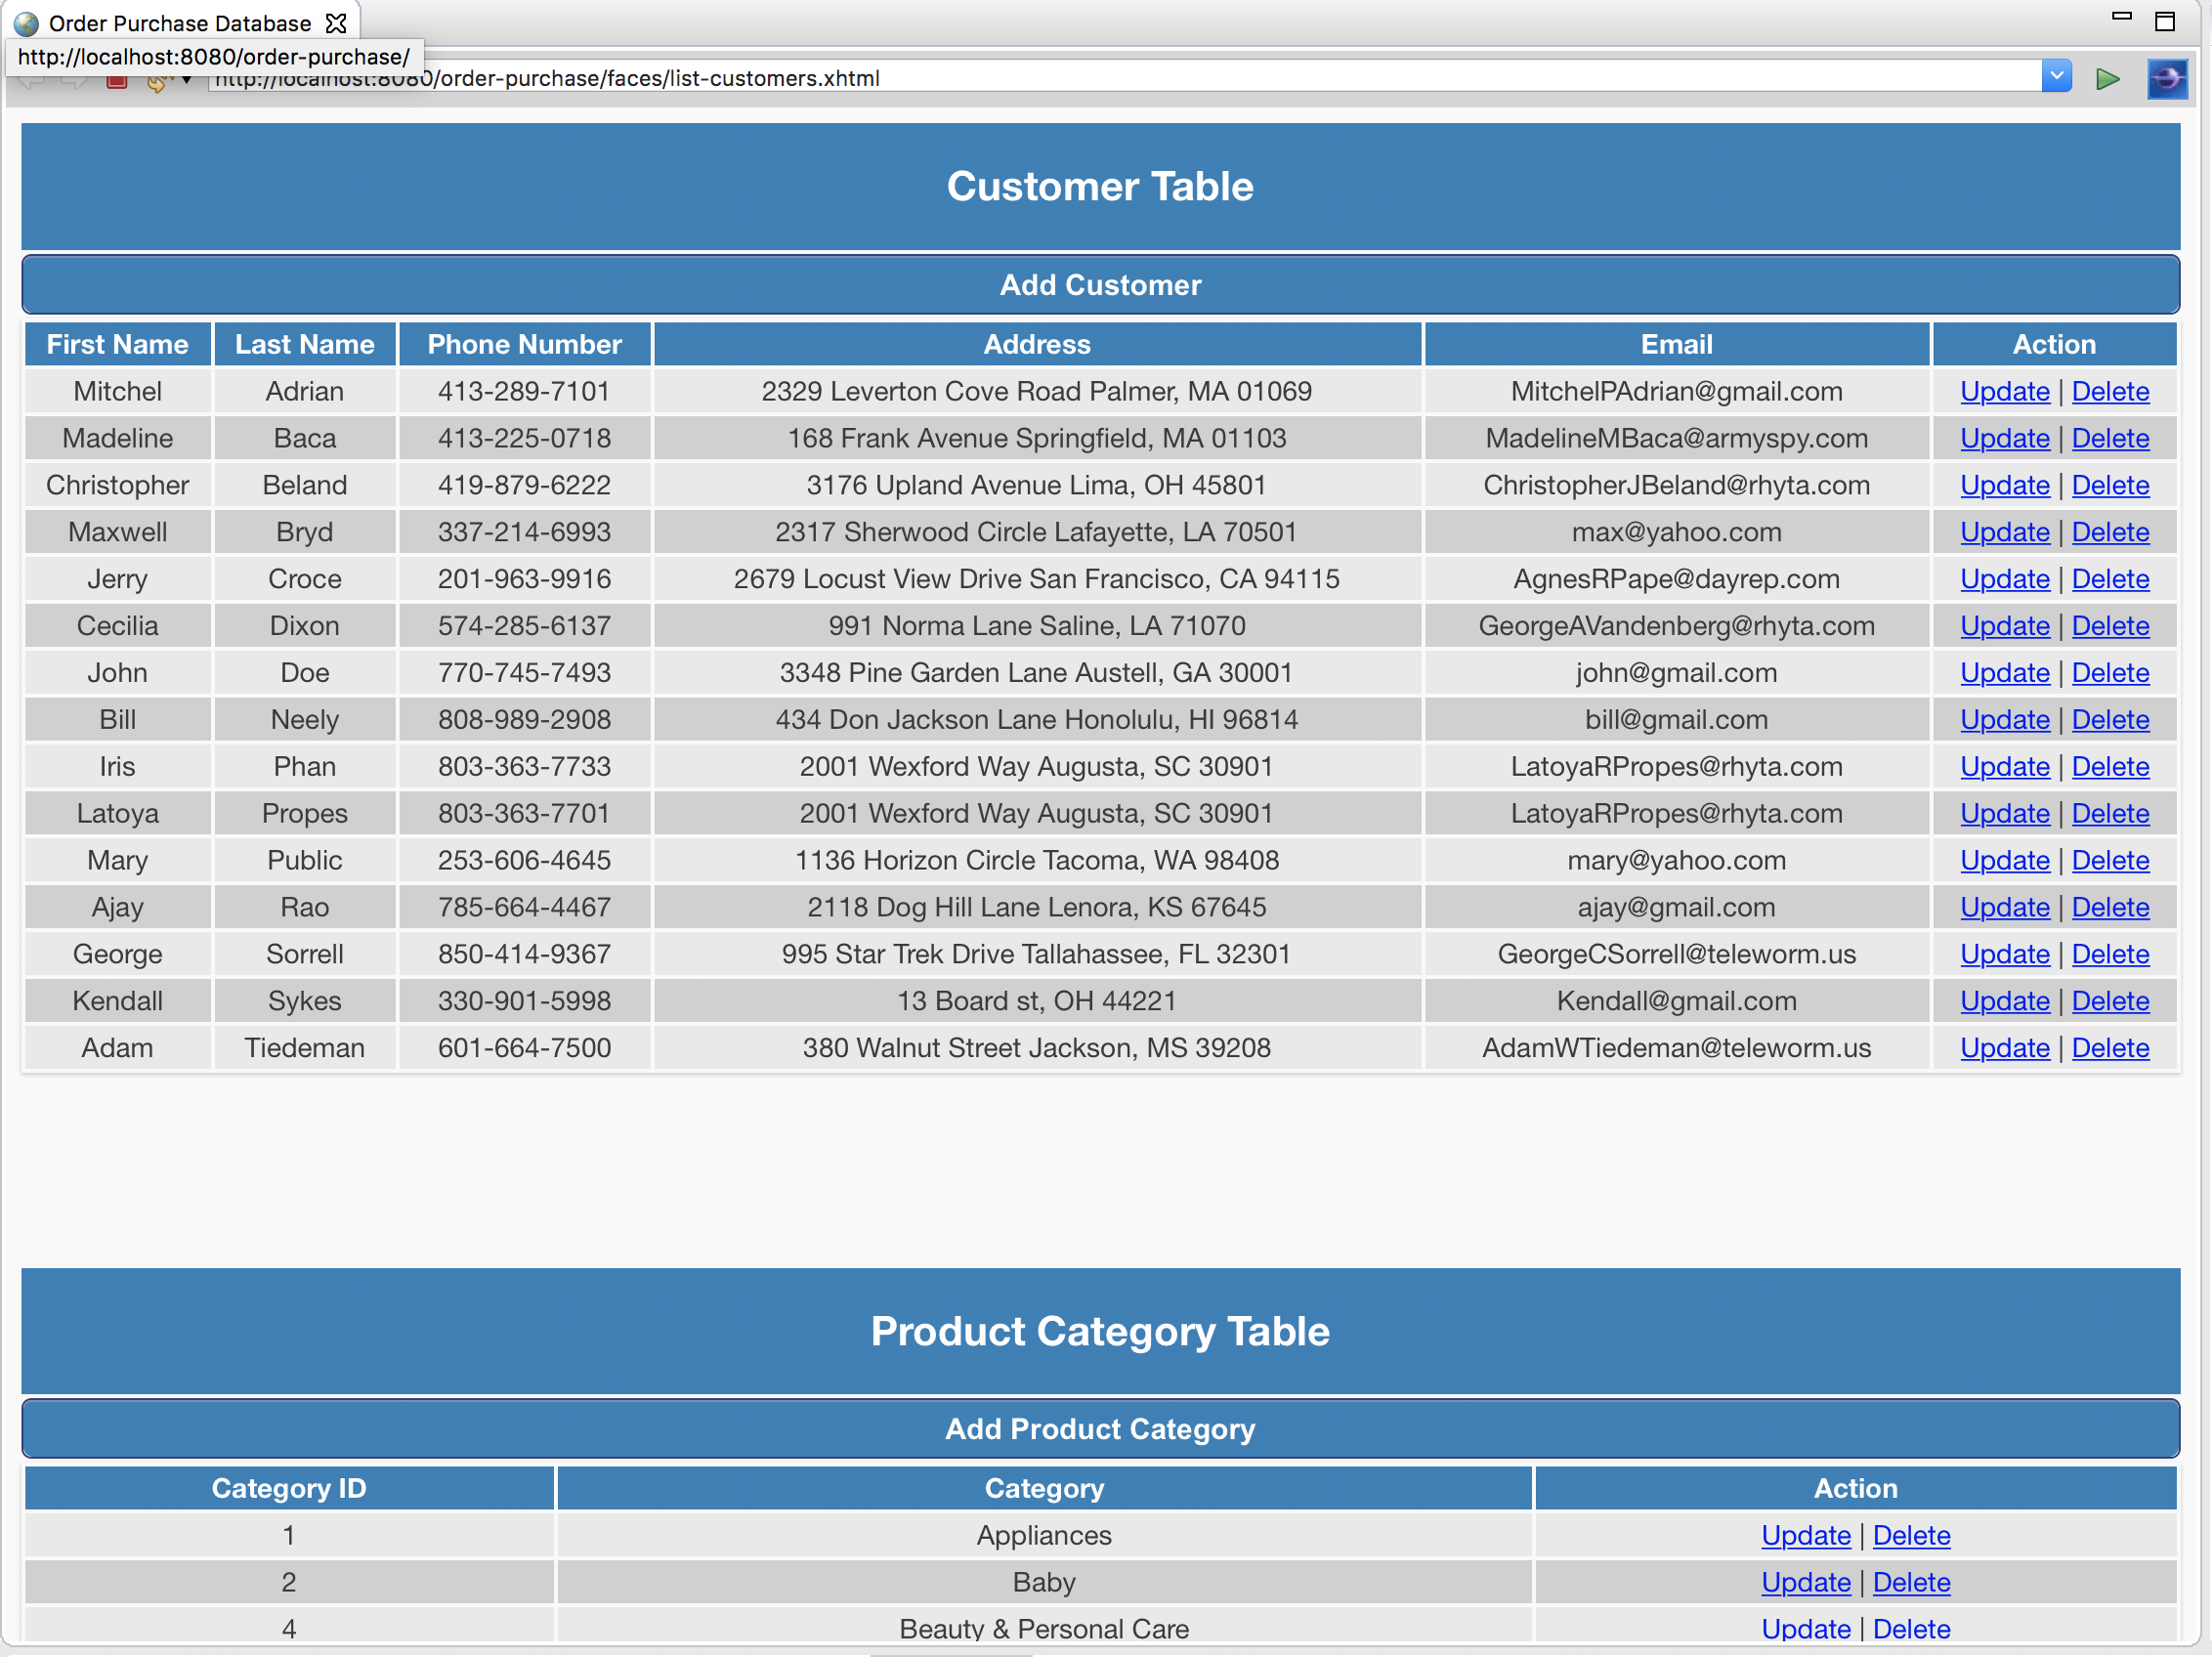 Order Purchase Database
http://localhost:8080/order-purchase/
http://localhost:8080/order-purchase/faces/list-customers.xhtml
Customer Table
Add Customer
First Name Last Name Phone Number Address Email Action
Mitchel Adrian 413-289-7101 2329 Leverton Cove Road Palmer, MA 01069 MitchelPAdrian@gmail.com Update | Delete
Madeline Baca 413-225-0718 168 Frank Avenue Springfield, MA 01103 MadelineMBaca@armyspy.com Update | Delete
Christopher Beland 419-879-6222 3176 Upland Avenue Lima, OH 45801 ChristopherJBeland@rhyta.com Update | Delete
Maxwell Bryd 337-214-6993 2317 Sherwood Circle Lafayette, LA 70501 max@yahoo.com Update | Delete
Jerry Croce 201-963-9916 2679 Locust View Drive San Francisco, CA 94115 AgnesRPape@dayrep.com Update | Delete
Cecilia Dixon 574-285-6137 991 Norma Lane Saline, LA 71070 GeorgeAVandenberg@rhyta.com Update | Delete
John Doe 770-745-7493 3348 Pine Garden Lane Austell, GA 30001 john@gmail.com Update | Delete
Bill Neely 808-989-2908 434 Don Jackson Lane Honolulu, HI 96814 bill@gmail.com Update | Delete
Iris Phan 803-363-7733 2001 Wexford Way Augusta, SC 30901 LatoyaRPropes@rhyta.com Update | Delete
Latoya Propes 803-363-7701 2001 Wexford Way Augusta, SC 30901 LatoyaRPropes@rhyta.com Update | Delete
Mary Public 253-606-4645 1136 Horizon Circle Tacoma, WA 98408 mary@yahoo.com Update | Delete
Ajay Rao 785-664-4467 2118 Dog Hill Lane Lenora, KS 67645 ajay@gmail.com Update | Delete
George Sorrell 850-414-9367 995 Star Trek Drive Tallahassee, FL 32301 GeorgeCSorrell@teleworm.us Update | Delete
Kendall Sykes 330-901-5998 13 Board st, OH 44221 Kendall@gmail.com Update | Delete
Adam Tiedeman 601-664-7500 380 Walnut Street Jackson, MS 39208 AdamWTiedeman@teleworm.us Update | Delete
Product Category Table
Add Product Category
Category ID Category Action
1 Appliances Update | Delete
2 Baby Update | Delete
4 Beauty & Personal Care Update | Delete